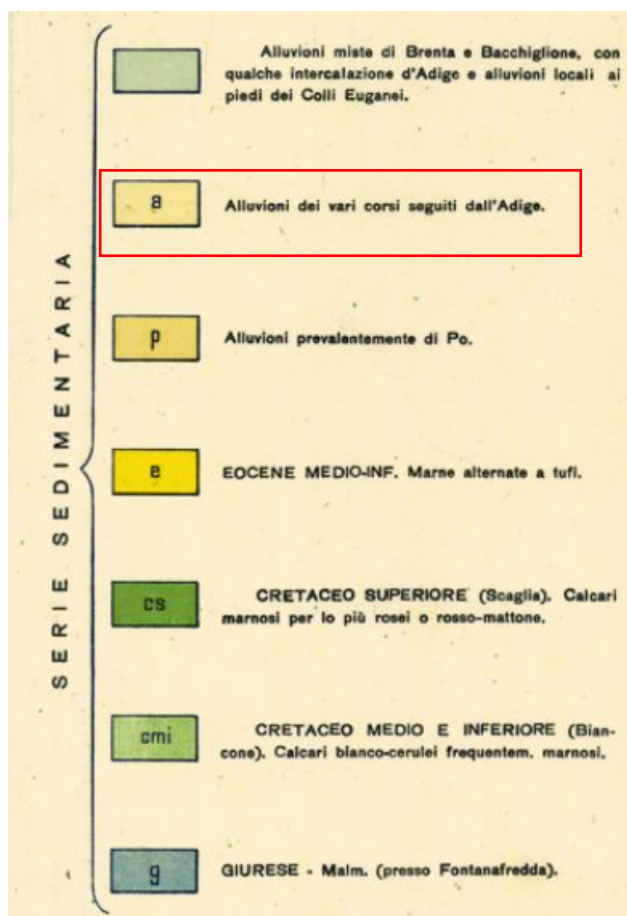 Alluvioni miste di Brenta e Bacchiglione, con
qualche intercalazione d'Adige e alluvioni locali ai
piedi dei Colli Euganei.
a
Alluvioni dei vari corsi seguiti dall'Adige.
p
Alluvioni prevalentemente di Po.
e
EOCENE MEDIO-INF. Marne alternate a tufi.
cs
CRETACEO SUPERIORE (Scaglia). Calcari
marnosi per lo più rosei o rosso-mattone.
cmi
CRETACEO MEDIO E INFERIORE (Bian-
cone). Calcari bianco-cerulei frequentem. marnosi.
g
GIURESE - Malm. (presso Fontanafredda).
SERIE SEDIMENTARIA